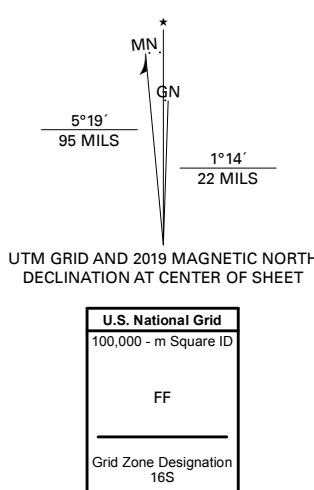 ★
MN
GN
5°19´
95 MILS
1°14´
22 MILS
UTM GRID AND 2019 MAGNETIC NORTH
DECLINATION AT CENTER OF SHEET
U.S. National Grid
100,000 - m Square ID
FF
Grid Zone Designation
16S